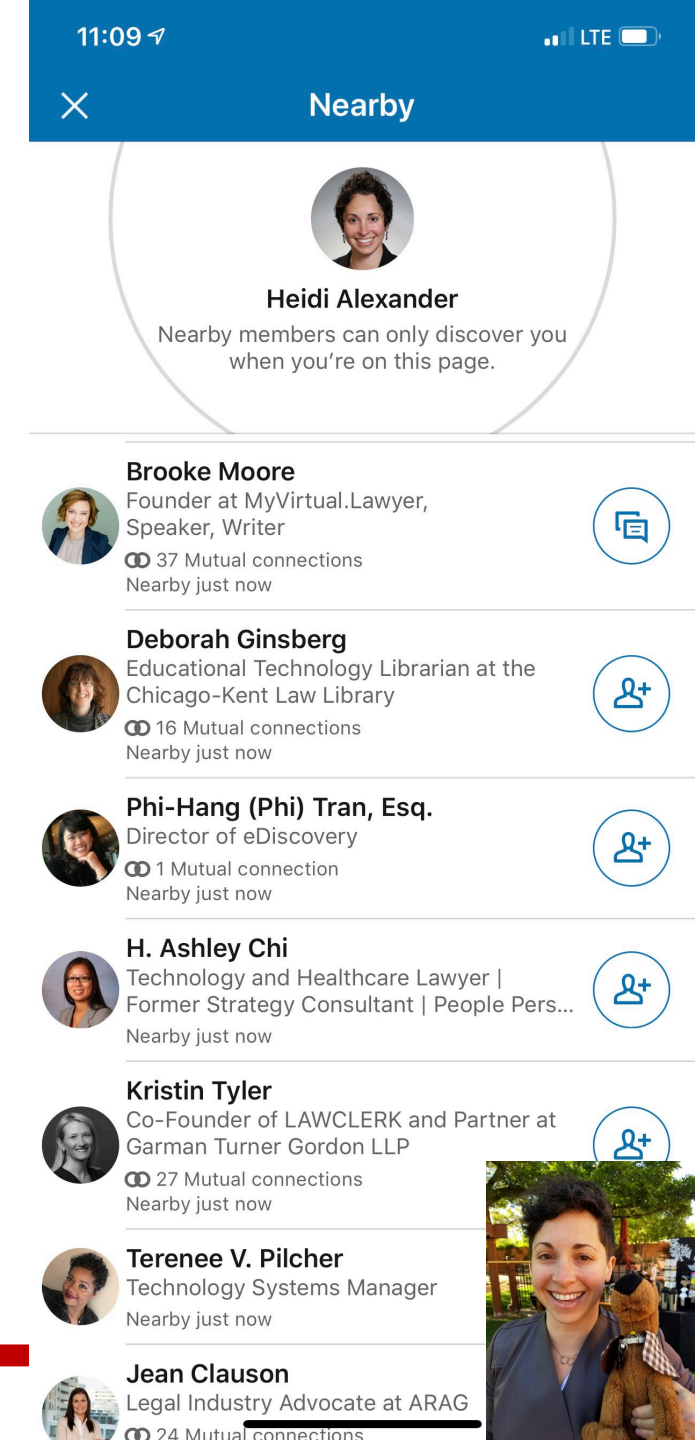 11:09
LTE
Nearby
Heidi Alexander
Nearby members can only discover you
when you're on this page.
Brooke Moore
Founder at MyVirtual.Lawyer,
Speaker, Writer
37 Mutual connections
Nearby just now
Deborah Ginsberg
Educational Technology Librarian at the
Chicago-Kent Law Library
16 Mutual connections
Nearby just now
Phi-Hang (Phi) Tran, Esq.
Director of eDiscovery
1 Mutual connection
Nearby just now
H. Ashley Chi
Technology and Healthcare Lawyer |
Former Strategy Consultant | People Pers...
Nearby just now
Kristin Tyler
Co-Founder of LAWCLERK and Partner at
Garman Turner Gordon LLP
27 Mutual connections
Nearby just now
Terenee V. Pilcher
Technology Systems Manager
Nearby just now
Jean Clauson
Legal Industry Advocate at ARAG
24 Mutual connections